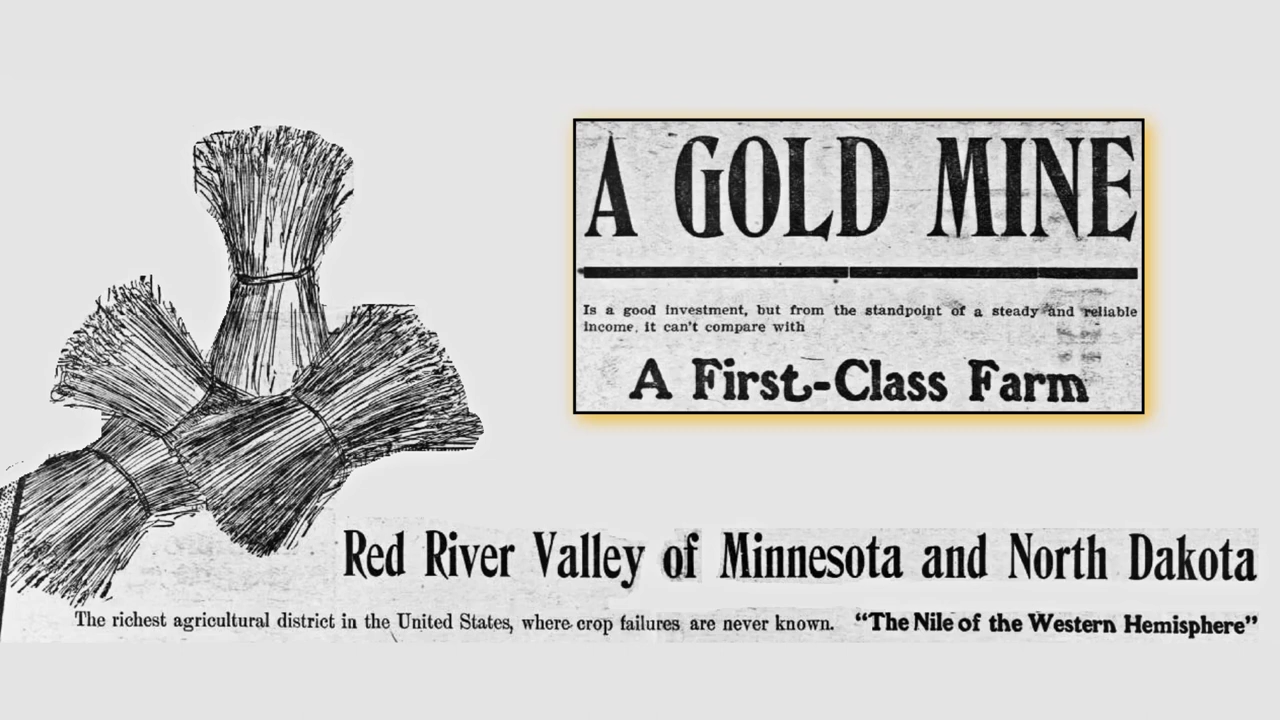 A GOLD MINE
Is a good investment, but from the standpoint of a steady and reliable
income, it can't compare with
A First-Class Farm
Red River Valley of Minnesota and North Dakota
The richest agricultural district in the United States, where crop failures are never known. “The Nile of the Western Hemisphere”